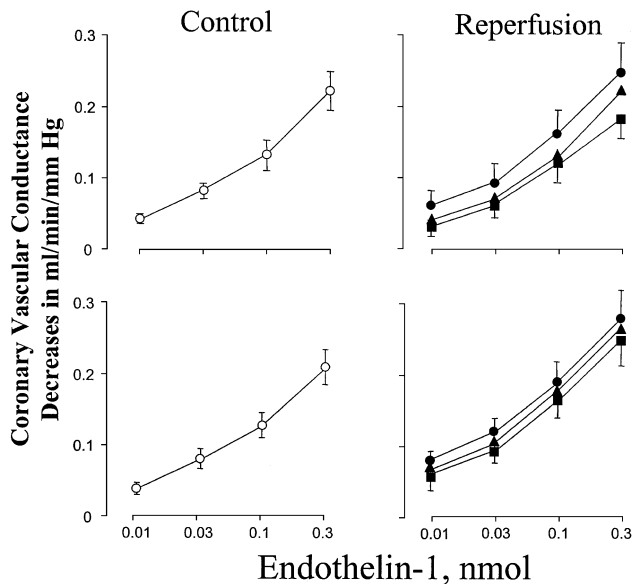 Control
Reperfusion
Coronary Vascular Conductance
Decreases in ml/min/mm Hg
0.3
0.2
0.1
0
0.3
0.2
0.1
0
0.01 0.03 0.1 0.3
0.01 0.03 0.1 0.3
Endothelin-1, nmol